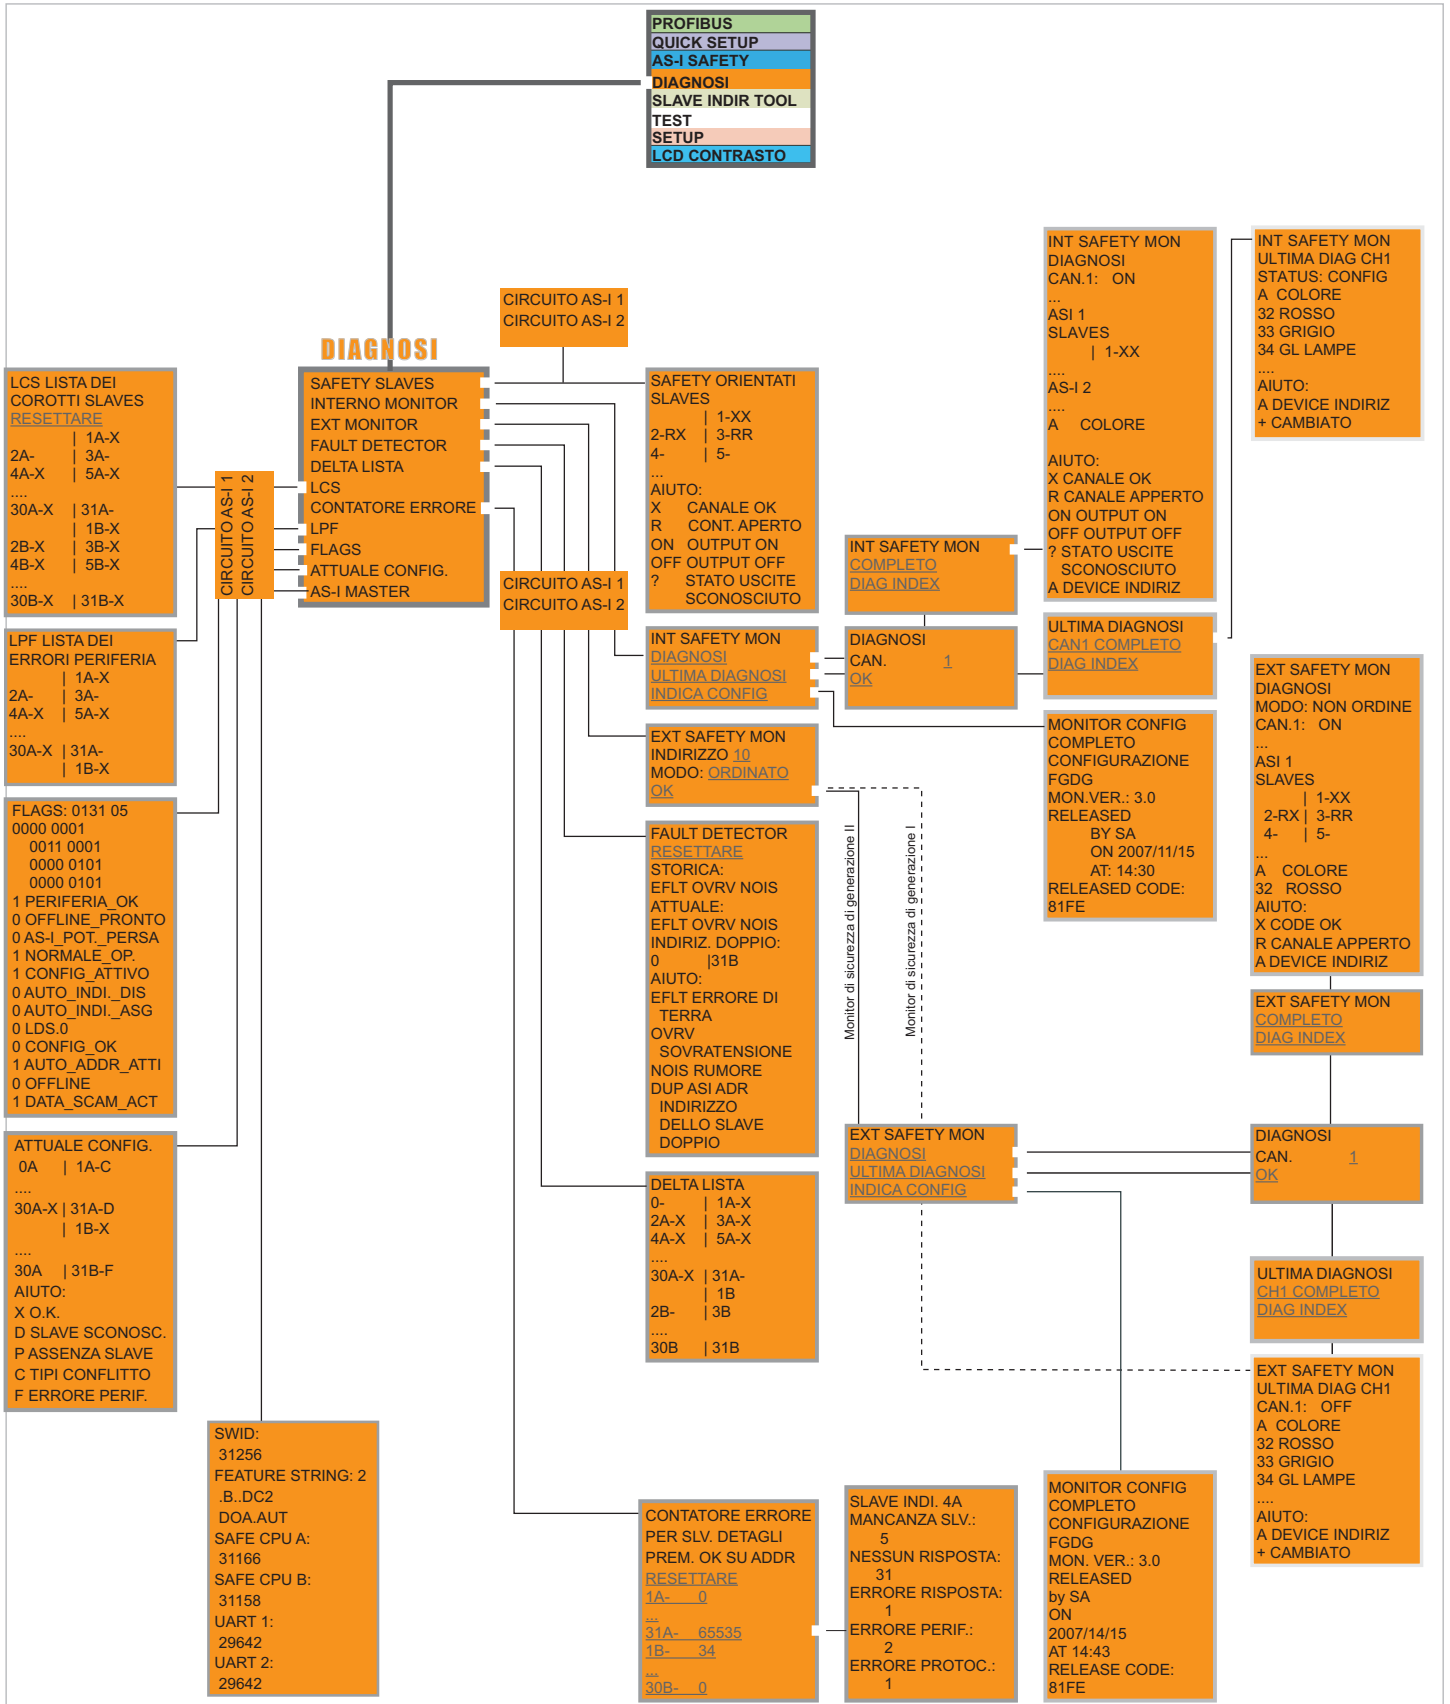 PROFIBUS
QUICK SETUP
AS-I SAFETY
DIAGNOSI
SLAVE INDIR TOOL
TEST
SETUP
LCD CONTRASTO
DIAGNOSI
SAFETY SLAVES
INTERNO MONITOR
EXT MONITOR
FAULT DETECTOR
DELTA LISTA
LCS
CONTATORE ERRORE
LPF
FLAGS
ATTUALE CONFIG.
AS-I MASTER
CIRCUITO AS-I 1
CIRCUITO AS-I 2
CIRCUITO AS-I 1
CIRCUITO AS-I 2
CIRCUITO AS-I 1
CIRCUITO AS-I 2
LCS LISTA DEI
COROTTI SLAVES
RESETTARE
| 1A-X
2A- | 3A-
4A-X | 5A-X
....
30A-X | 31A-
| 1B-X
2B-X | 3B-X
4B-X | 5B-X
....
30B-X | 31B-X
LPF LISTA DEI
ERRORI PERIFERIA
| 1A-X
2A- | 3A-
4A-X | 5A-X
....
30A-X | 31A-
| 1B-X
FLAGS: 0131 05
0000 0001
0011 0001
0000 0101
0000 0101
1 PERIFERIA_OK
0 OFFLINE_PRONTO
0 AS-I_POT._PERSA
1 NORMALE_OP.
1 CONFIG_ATTIVO
0 AUTO_INDI._DIS
0 AUTO_INDI._ASG
0 LDS.0
0 CONFIG_OK
1 AUTO_ADDR_ATTI
0 OFFLINE
1 DATA_SCAM_ACT
ATTUALE CONFIG.
0A | 1A-C
....
30A-X | 31A-D
| 1B-X
....
30A | 31B-F
AIUTO:
X O.K.
D SLAVE SCONOSC.
P ASSENZA SLAVE
C TIPI CONFLITTO
F ERRORE PERIF.
SWID:
31256
FEATURE STRING: 2
.B..DC2
DOA.AUT
SAFE CPU A:
31166
SAFE CPU B:
31158
UART 1:
29642
UART 2:
29642
SAFETY ORIENTATI
SLAVES
| 1-XX
2-RX | 3-RR
4- | 5-
...
AIUTO:
X CANALE OK
R CONT. APERTO
ON OUTPUT ON
OFF OUTPUT OFF
? STATO USCITE
SCONOSCIUTO
INT SAFETY MON
DIAGNOSI
ULTIMA DIAGNOSI
INDICA CONFIG
EXT SAFETY MON
INDIRIZZO 10
MODO: ORDINATO
OK
FAULT DETECTOR
RESETTARE
STORICA:
EFLT OVRV NOIS
ATTUALE:
EFLT OVRV NOIS
INDIRIZ. DOPPIO:
0 |31B
AIUTO:
EFLT ERRORE DI
TERRA
OVRV
SOVRATENSIONE
NOIS RUMORE
DUP ASI ADR
INDIRIZZO
DELLO SLAVE
DOPPIO
DELTA LISTA
0- | 1A-X
2A-X | 3A-X
4A-X | 5A-X
....
30A-X | 31A-
| 1B
2B- | 3B
....
30B | 31B
CONTATORE ERRORE
PER SLV. DETAGLI
PREM. OK SU ADDR
RESETTARE
1A- 0
...
31A- 65535
1B- 34
...
30B- 0
INT SAFETY MON
COMPLETO
DIAG INDEX
DIAGNOSI
CAN. 1
OK
Monitor di sicurezza di generazione II
Monitor di sicurezza di generazione I
EXT SAFETY MON
DIAGNOSI
ULTIMA DIAGNOSI
INDICA CONFIG
SLAVE INDI. 4A
MANCANZA SLV.:
5
NESSUN RISPOSTA:
31
ERRORE RISPOSTA:
1
ERRORE PERIF.:
2
ERRORE PROTOC.:
1
INT SAFETY MON
DIAGNOSI
CAN.1: ON
...
ASI 1
SLAVES
| 1-XX
....
AS-I 2
....
A COLORE
AIUTO:
X CANALE OK
R CANALE APPERTO
ON OUTPUT ON
OFF OUTPUT OFF
? STATO USCITE
SCONOSCIUTO
A DEVICE INDIRIZ
ULTIMA DIAGNOSI
CAN1 COMPLETO
DIAG INDEX
MONITOR CONFIG
COMPLETO
CONFIGURAZIONE
FGDG
MON.VER.: 3.0
RELEASED
BY SA
ON 2007/11/15
AT: 14:30
RELEASED CODE:
81FE
MONITOR CONFIG
COMPLETO
CONFIGURAZIONE
FGDG
MON. VER.: 3.0
RELEASED
by SA
ON
2007/14/15
AT 14:43
RELEASE CODE:
81FE
INT SAFETY MON
ULTIMA DIAG CH1
STATUS: CONFIG
A COLORE
32 ROSSO
33 GRIGIO
34 GL LAMPE
....
AIUTO:
A DEVICE INDIRIZ
+ CAMBIATO
EXT SAFETY MON
DIAGNOSI
MODO: NON ORDINE
CAN.1: ON
...
ASI 1
SLAVES
| 1-XX
2-RX | 3-RR
4- | 5-
...
A COLORE
32 ROSSO
AIUTO:
X CODE OK
R CANALE APPERTO
A DEVICE INDIRIZ
EXT SAFETY MON
COMPLETO
DIAG INDEX
DIAGNOSI
CAN. 1
OK
ULTIMA DIAGNOSI
CH1 COMPLETO
DIAG INDEX
EXT SAFETY MON
ULTIMA DIAG CH1
CAN.1: OFF
A COLORE
32 ROSSO
33 GRIGIO
34 GL LAMPE
....
AIUTO:
A DEVICE INDIRIZ
+ CAMBIATO